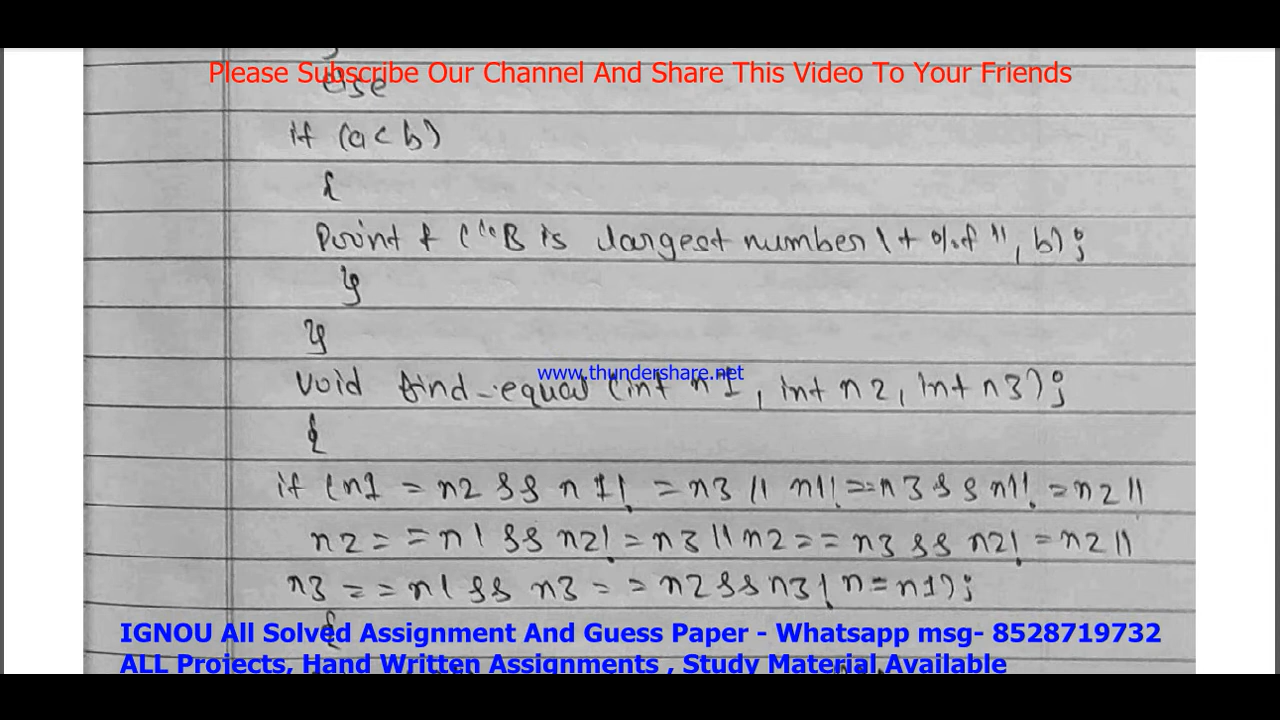 Please Subscribe Our Channel And Share This Video To Your Friends
else
if (a < b)
{
Print f ("B is largest number \t %f", b);
}
}
www.thundershare.net
void find-equal (int n1, int n2, int n3);
{
if (n1 = n2 && n1! = n3 || n1! == n3 && n1! = n2 ||
n2 = = n1 && n2! = n3 || n2 == n3 && n2! = n2 ||
n3 = = n1 && n3 = = n2 && n3! n = n1);
{
IGNOU All Solved Assignment And Guess Paper - Whatsapp msg- 8528719732
ALL Projects, Hand Written Assignments , Study Material Available